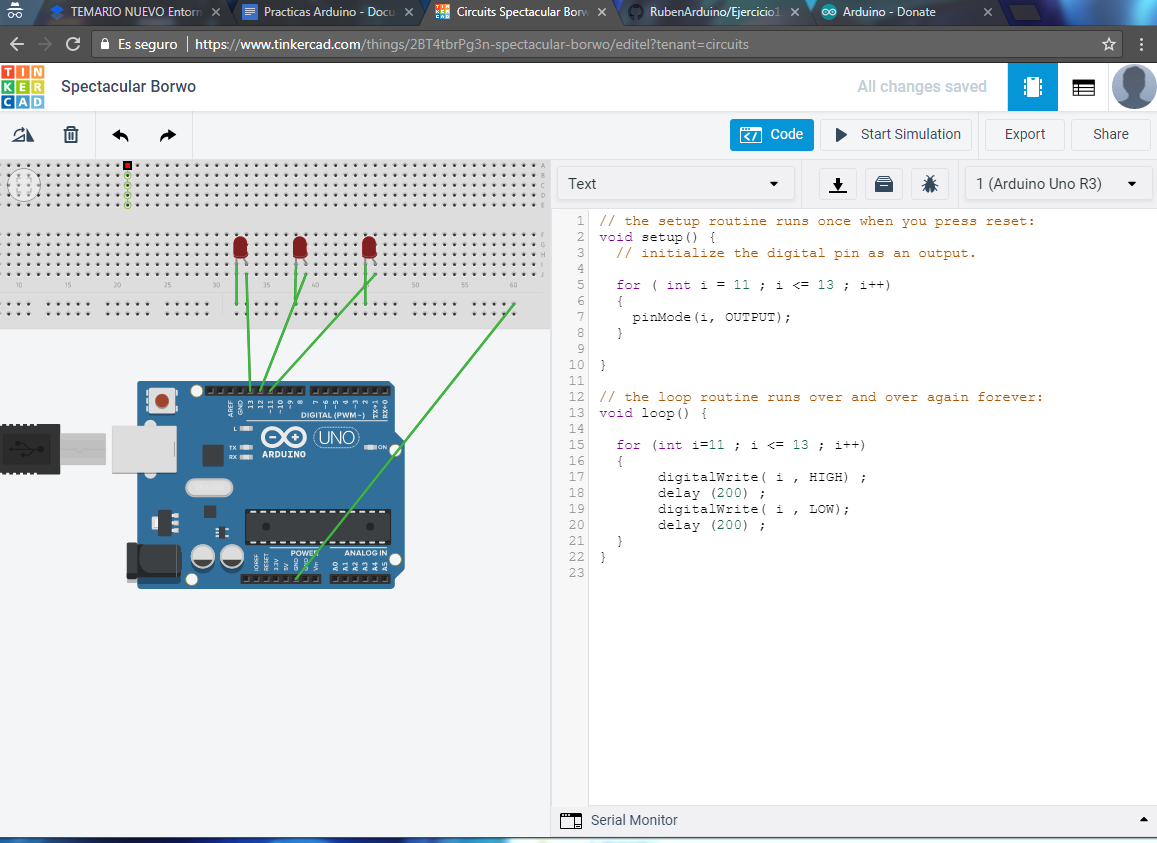 TEMARIO NUEVO Entorn
Practicas Arduino - Docu
Circuits Spectacular Borw
RubenArduino/Ejercicio1
Arduino - Donate
Es seguro
https://www.tinkercad.com/things/2BT4tbrPg3n-spectacular-borwo/editel?tenant=circuits
TIN
KER
CAD
Spectacular Borwo
All changes saved
Code
Start Simulation
Export
Share
Text
1 (Arduino Uno R3)
A
B
C
D
E
F
G
H
I
J
10 15 20 25 30 35 40 45 50 55 60
AREF GND 13 12 ~11 ~10 ~9 8 7 ~6 ~5 4 ~3 2 TX→1 RX←0
DIGITAL (PWM~)
L
TX
RX
UNO
ARDUINO
ON
POWER
ANALOG IN
IOREF RESET 3.3V 5V GND GND Vin A0 A1 A2 A3 A4 A5
1 // the setup routine runs once when you press reset:
2 void setup() {
3   // initialize the digital pin as an output.
4
5   for ( int i = 11 ; i <= 13 ; i++)
6   {
7     pinMode(i, OUTPUT);
8   }
9
10 }
11
12 // the loop routine runs over and over again forever:
13 void loop() {
14
15   for (int i=11 ; i <= 13 ; i++)
16   {
17        digitalWrite( i , HIGH) ;
18        delay (200) ;
19        digitalWrite( i , LOW);
20        delay (200) ;
21   }
22 }
23
Serial Monitor